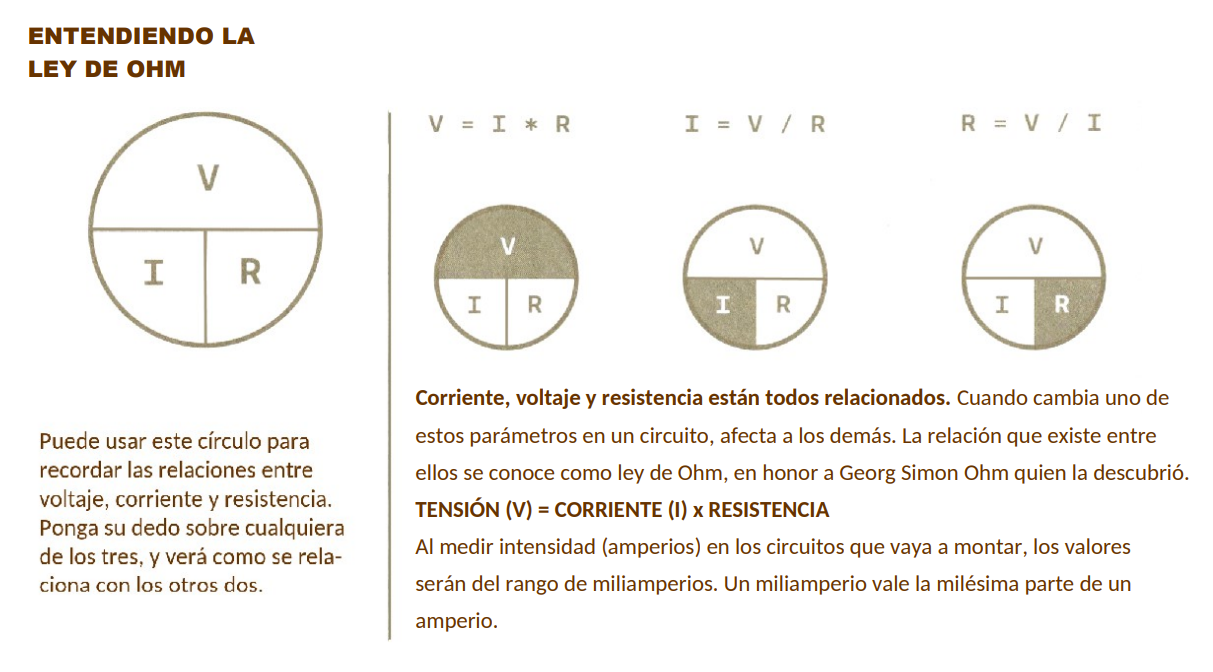 ENTENDIENDO LA
LEY DE OHM
V
I R
Puede usar este círculo para
recordar las relaciones entre
voltaje, corriente y resistencia.
Ponga su dedo sobre cualquiera
de los tres, y verá como se rela-
ciona con los otros dos.
V = I * R
I = V / R
R = V / I
V
I R
V
I R
V
I R
Corriente, voltaje y resistencia están todos relacionados. Cuando cambia uno de
estos parámetros en un circuito, afecta a los demás. La relación que existe entre
ellos se conoce como ley de Ohm, en honor a Georg Simon Ohm quien la descubrió.
TENSIÓN (V) = CORRIENTE (I) x RESISTENCIA
Al medir intensidad (amperios) en los circuitos que vaya a montar, los valores
serán del rango de miliamperios. Un miliamperio vale la milésima parte de un
amperio.